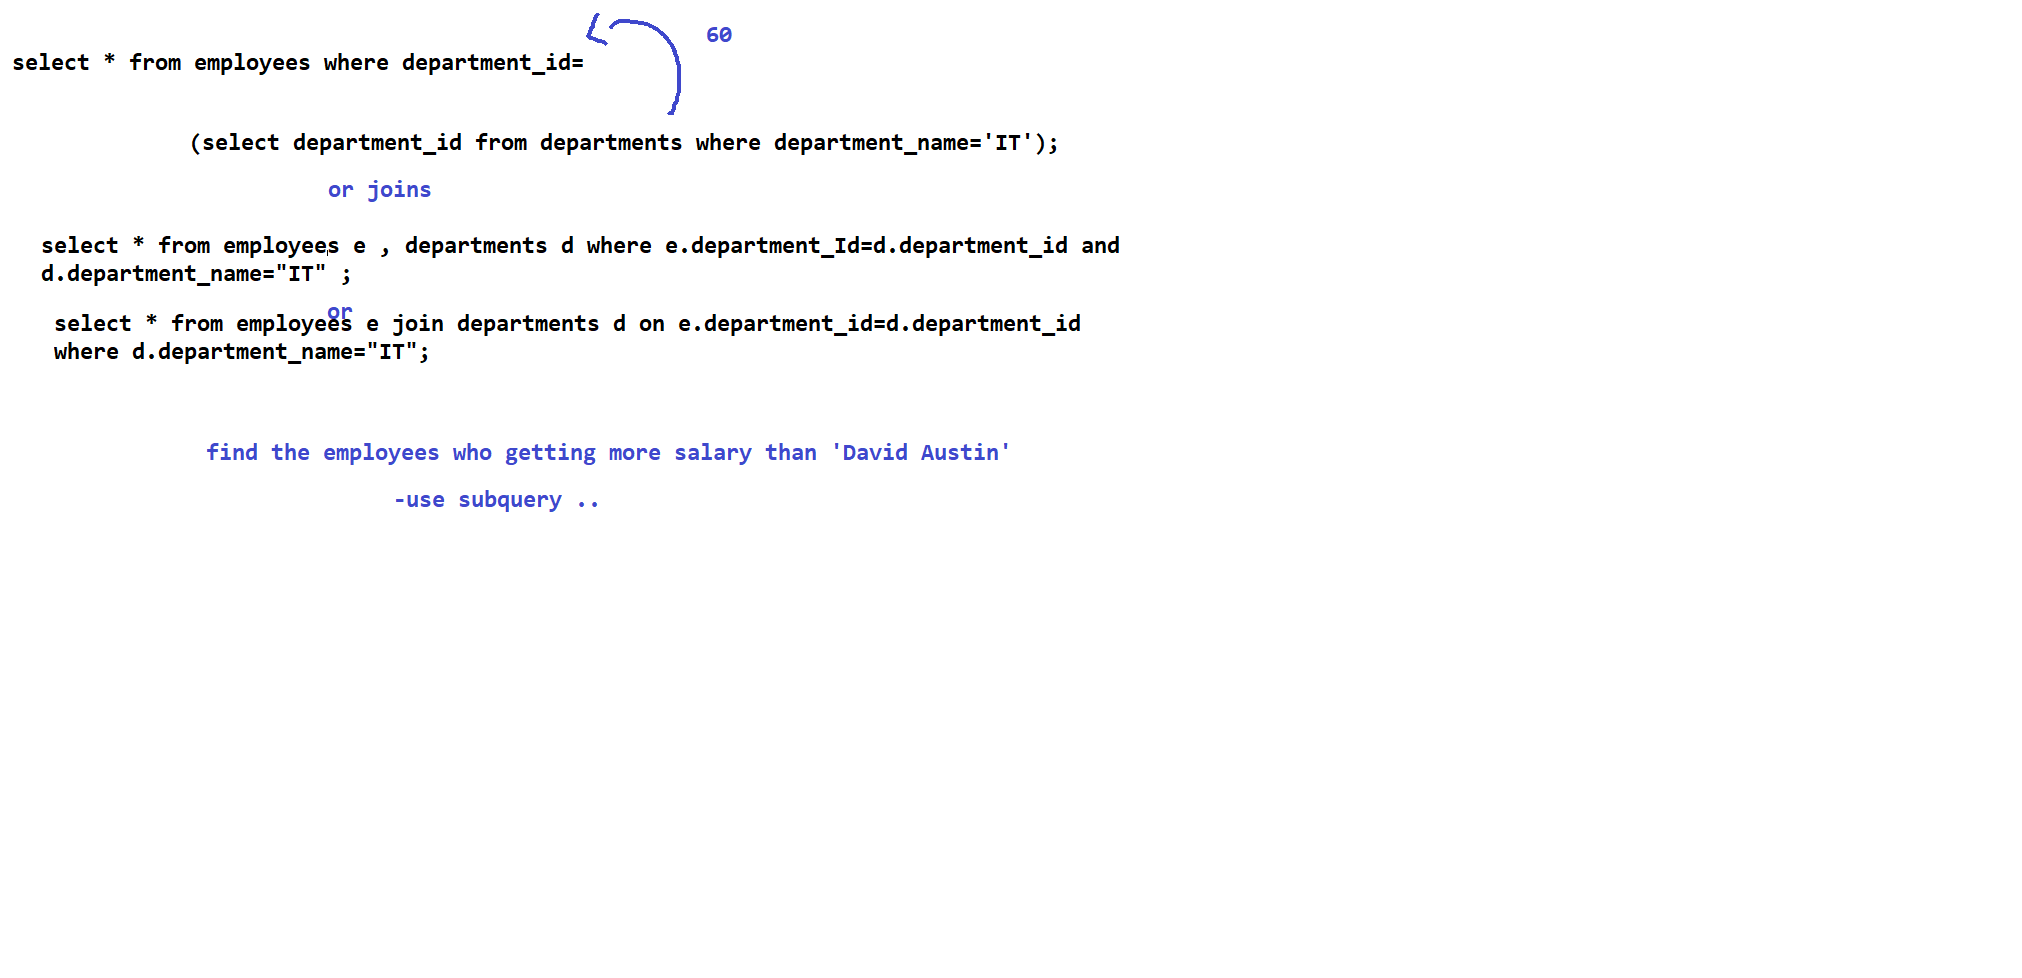 60
select * from employees where department_id=
(select department_id from departments where department_name='IT');
or joins
select * from employees e , departments d where e.department_Id=d.department_id and
d.department_name="IT" ;
or
select * from employees e join departments d on e.department_id=d.department_id
where d.department_name="IT";
find the employees who getting more salary than 'David Austin'
-use subquery ..